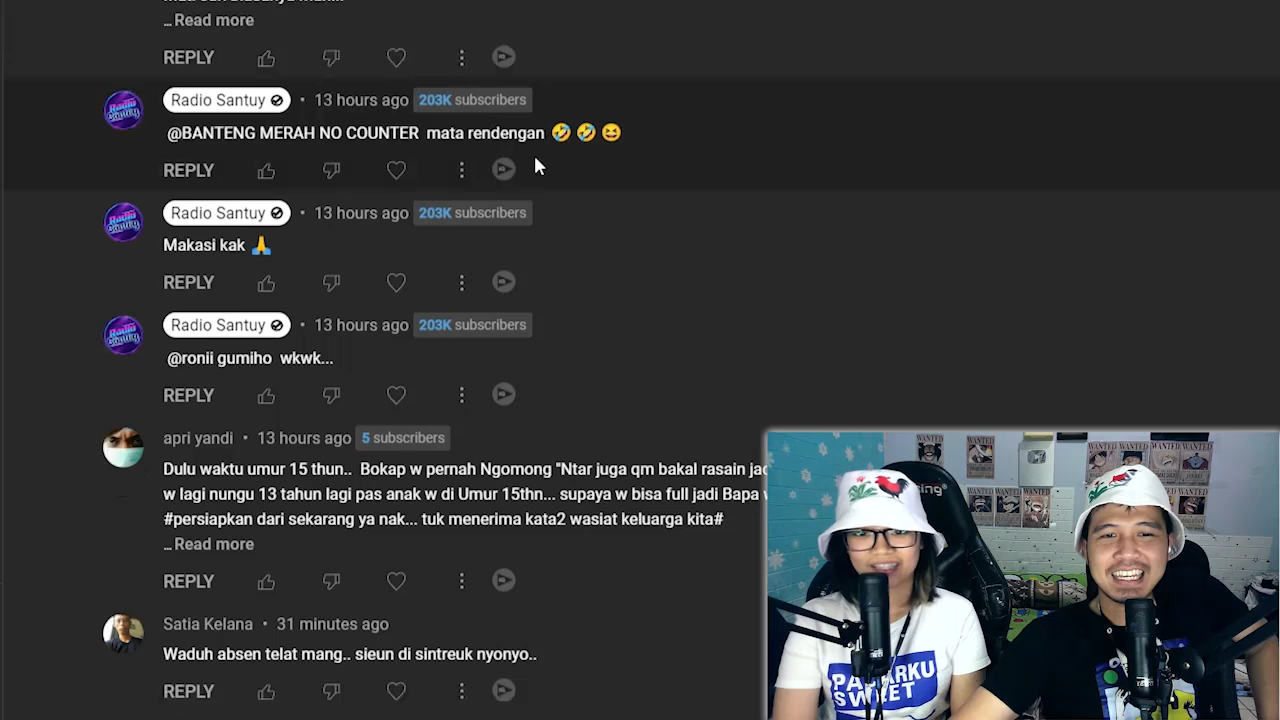 … Read more
REPLY
Radio Santuy • 13 hours ago 203K subscribers
@BANTENG MERAH NO COUNTER mata rendengan 🤣 🤣 😆
REPLY
Radio Santuy • 13 hours ago 203K subscribers
Makasi kak 🙏
REPLY
Radio Santuy • 13 hours ago 203K subscribers
@ronii gumiho wkwk...
REPLY
apri yandi • 13 hours ago 5 subscribers
Dulu waktu umur 15 thun.. Bokap w pernah Ngomong "Ntar juga qm bakal rasain
w lagi nungu 13 tahun lagi pas anak w di Umur 15thn... supaya w bisa full jadi Bapa
#persiapkan dari sekarang ya nak... tuk menerima kata2 wasiat keluarga kita#
… Read more
REPLY
Satia Kelana • 31 minutes ago
Waduh absen telat mang.. sieun di sintreuk nyonyo..
REPLY
WANTED
WANTED
WANTED
SWEET